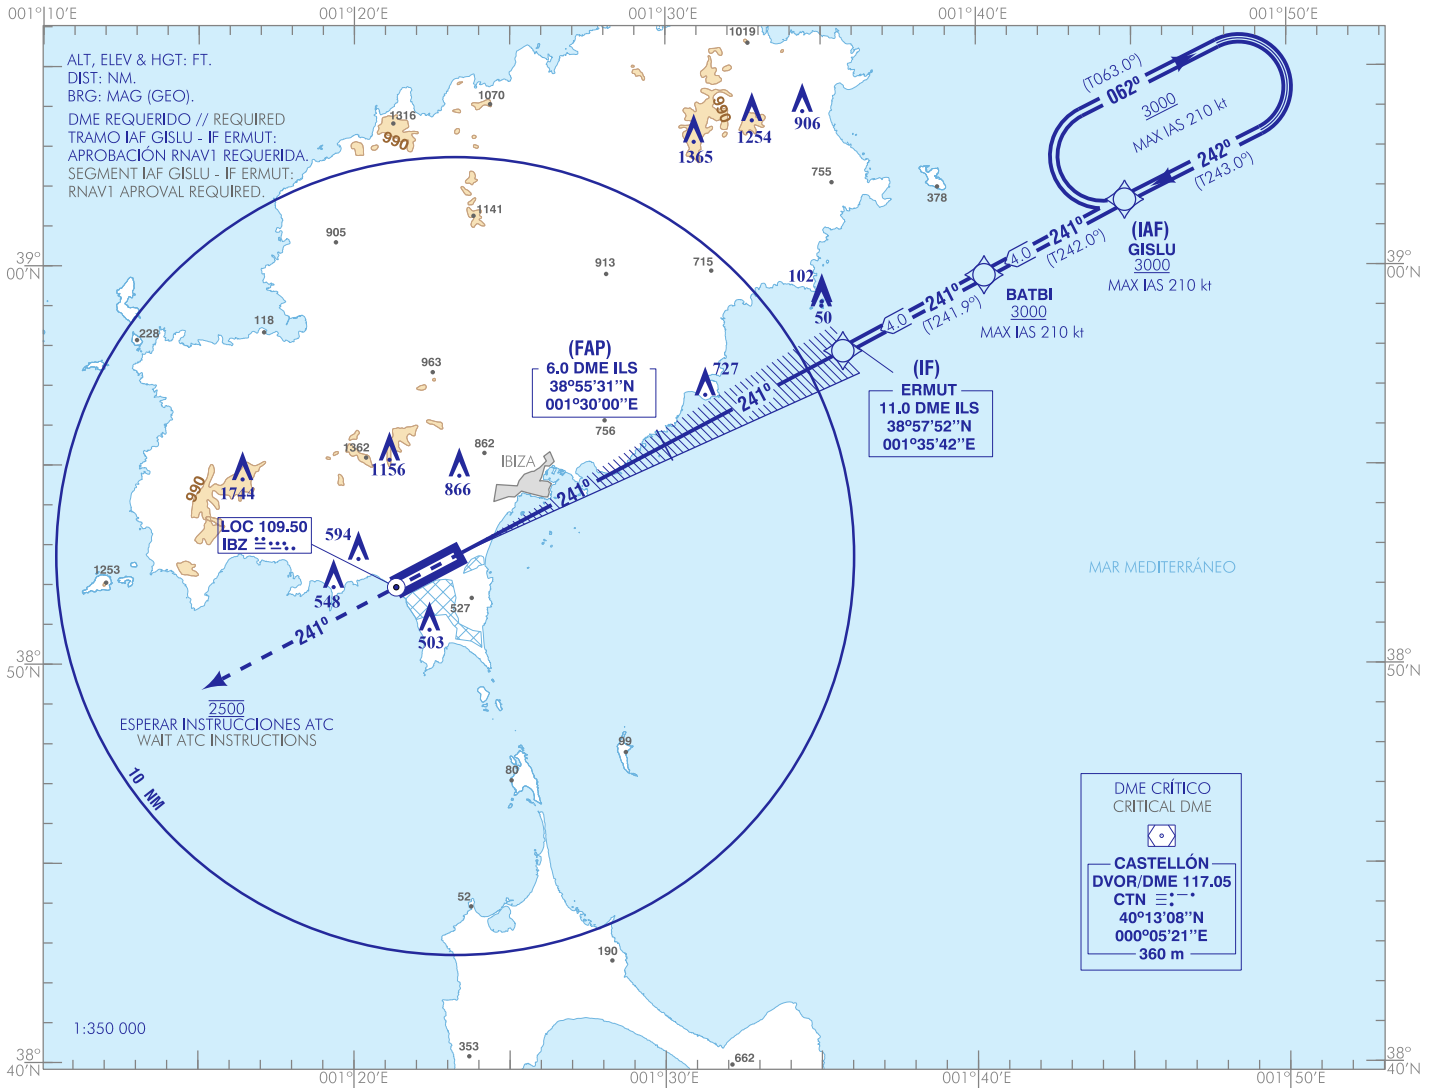 001°10'E
001°20'E
001°30'E
001°40'E
001°50'E
ALT, ELEV & HGT: FT.
DIST: NM.
BRG: MAG (GEO).
DME REQUERIDO // REQUIRED
TRAMO IAF GISLU - IF ERMUT:
APROBACIÓN RNAV1 REQUERIDA.
SEGMENT IAF GISLU - IF ERMUT:
RNAV1 APROVAL REQUIRED.
1019
1070
1316
990
990
1365
1254
906
755
378
(T063.0°)
062°
3000
MAX IAS 210 kt
242°
(T243.0°)
1141
905
913
715
102
50
39°
00'N
39°
00'N
241°
(T242.0°)
4.0
(IAF)
GISLU
3000
MAX IAS 210 kt
BATBI
3000
MAX IAS 210 kt
241°
(T241.9°)
4.0
228
118
963
(FAP)
6.0 DME ILS
38°55'31''N
001°30'00''E
756
727
241°
(IF)
ERMUT
11.0 DME ILS
38°57'52''N
001°35'42''E
1362
1156
862
866
IBIZA
241°
990
1744
LOC 109.50
IBZ
594
548
1253
527
503
241°
MAR MEDITERRÁNEO
38°
50'N
38°
50'N
2500
ESPERAR INSTRUCCIONES ATC
WAIT ATC INSTRUCTIONS
10 NM
99
80
52
190
353
662
DME CRÍTICO
CRITICAL DME
CASTELLÓN
DVOR/DME 117.05
CTN
40°13'08''N
000°05'21''E
360 m
1:350 000
38°
40'N
38°
40'N
001°20'E
001°30'E
001°40'E
001°50'E